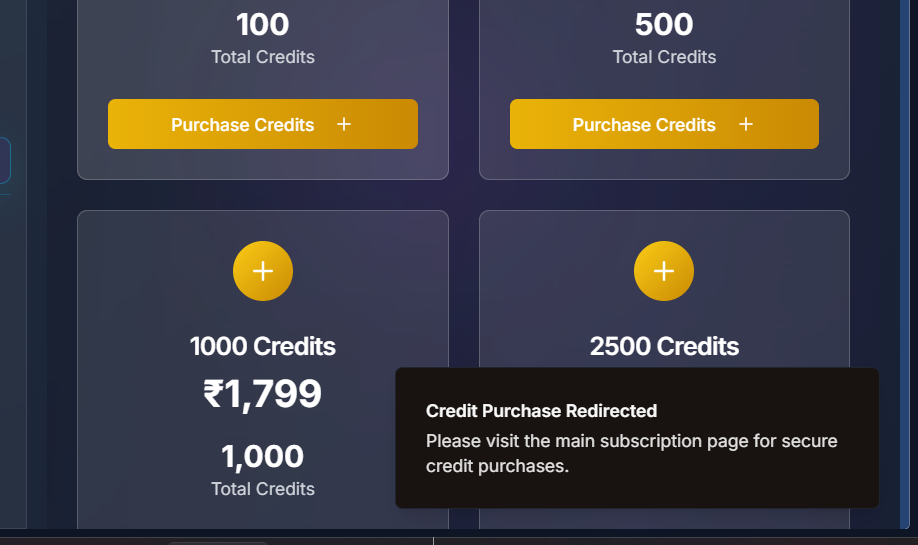 100
Total Credits
Purchase Credits +
500
Total Credits
Purchase Credits +
1000 Credits
₹1,799
1,000
Total Credits
2500 Credits
Credit Purchase Redirected
Please visit the main subscription page for secure
credit purchases.